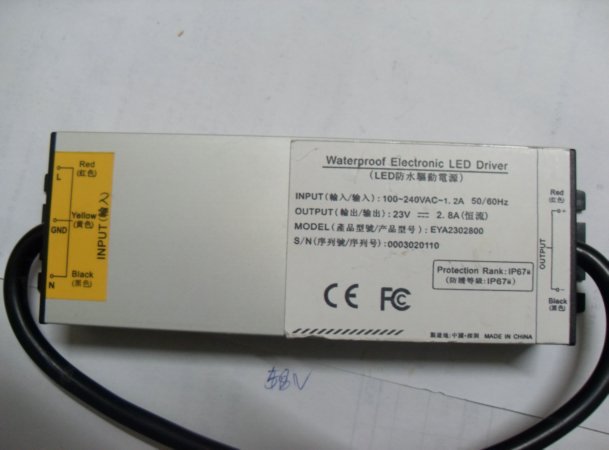 Red
(紅色)
L
Yellow
(黃色)
GND
Black
(黑色)
N
INPUT(輸入)
Waterproof Electronic LED Driver
(LED防水驅動電源)
INPUT(輸入/输入): 100~240VAC~1.2A 50/60Hz
OUTPUT(輸出/输出): 23V 2.8A(恒流)
MODEL(產品型號/产品型号): EYA2302800
S/N(序列號/序列号): 0003020110
Protection Rank: IP67
(防護等級: IP67)
CE FC
MADE IN CHINA
Red
(紅色)
+
OUTPUT
-
Black
(黑色)
58V